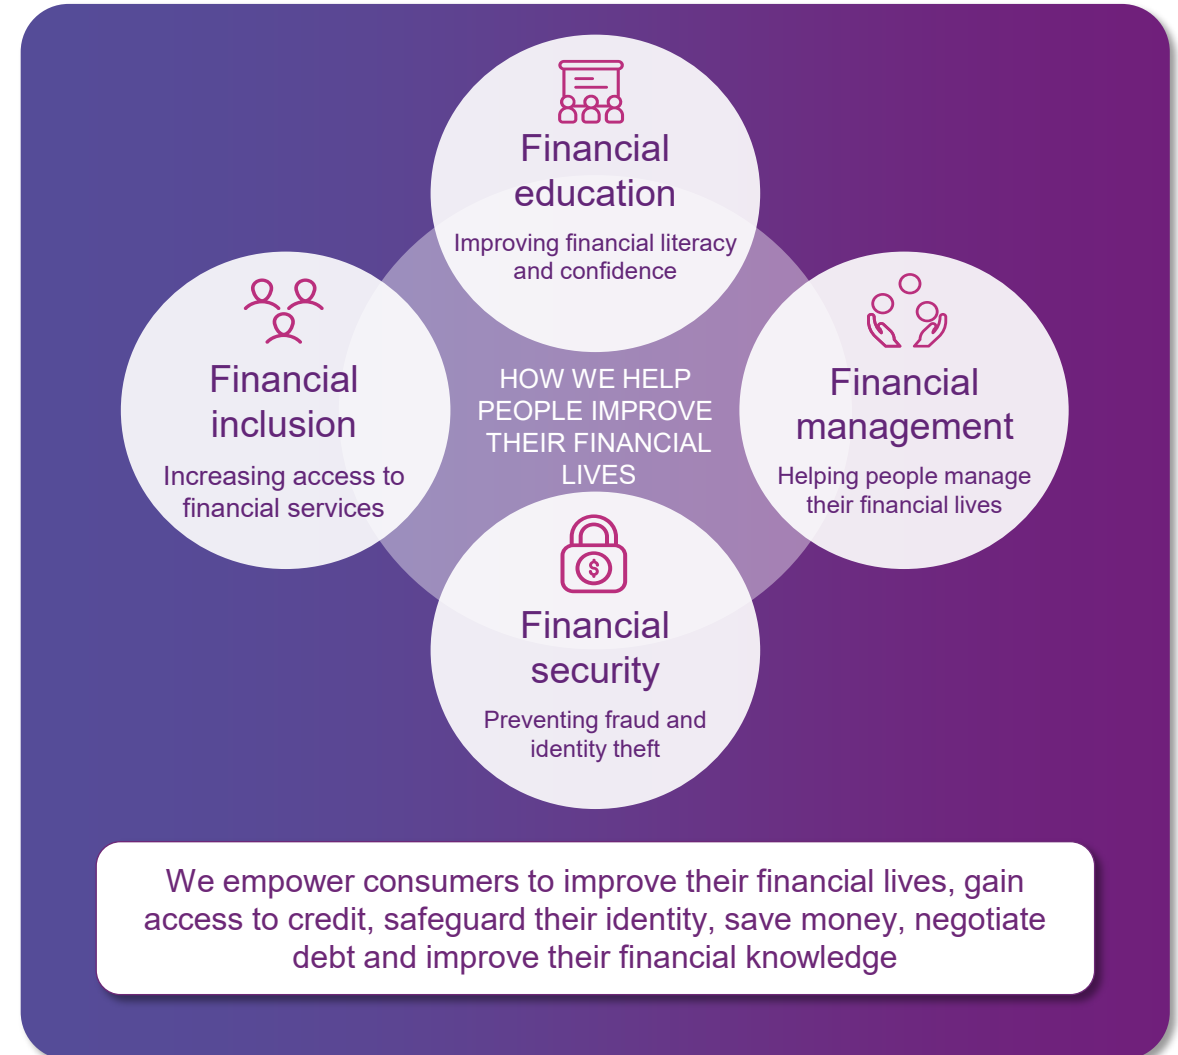 Financial
education
Improving financial literacy
and confidence
Financial
inclusion
Increasing access to
financial services
HOW WE HELP
PEOPLE IMPROVE
THEIR FINANCIAL
LIVES
Financial
management
Helping people manage
their financial lives
$
Financial
security
Preventing fraud and
identity theft
We empower consumers to improve their financial lives, gain
access to credit, safeguard their identity, save money, negotiate
debt and improve their financial knowledge